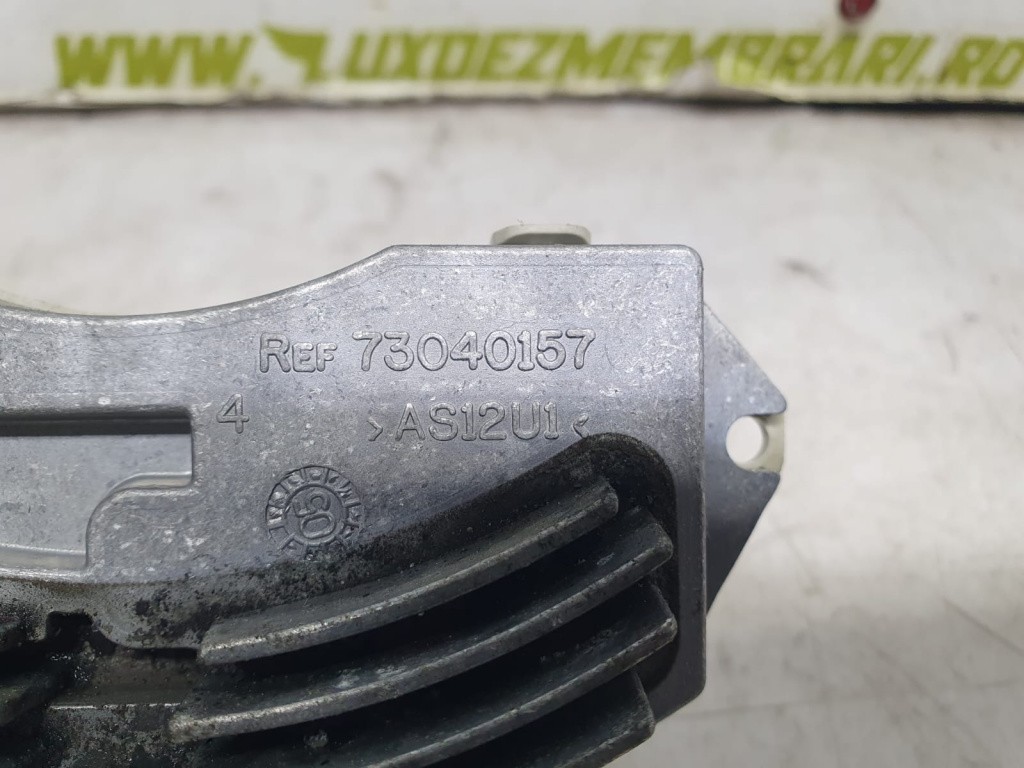 WWW.LUXDEZMEMBRARI.RO
REF 73040157
4 >AS12U1<